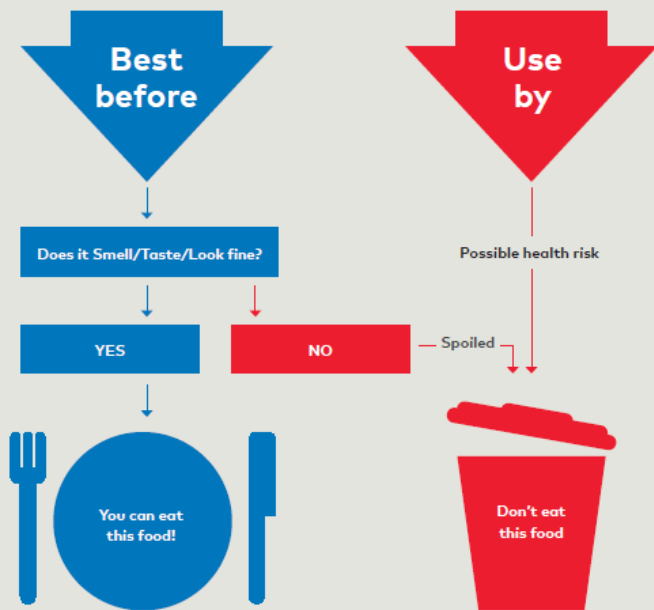 Best
before
Use
by
Does it Smell/Taste/Look fine?
Possible health risk
YES
NO
Spoiled
You can eat
this food!
Don't eat
this food